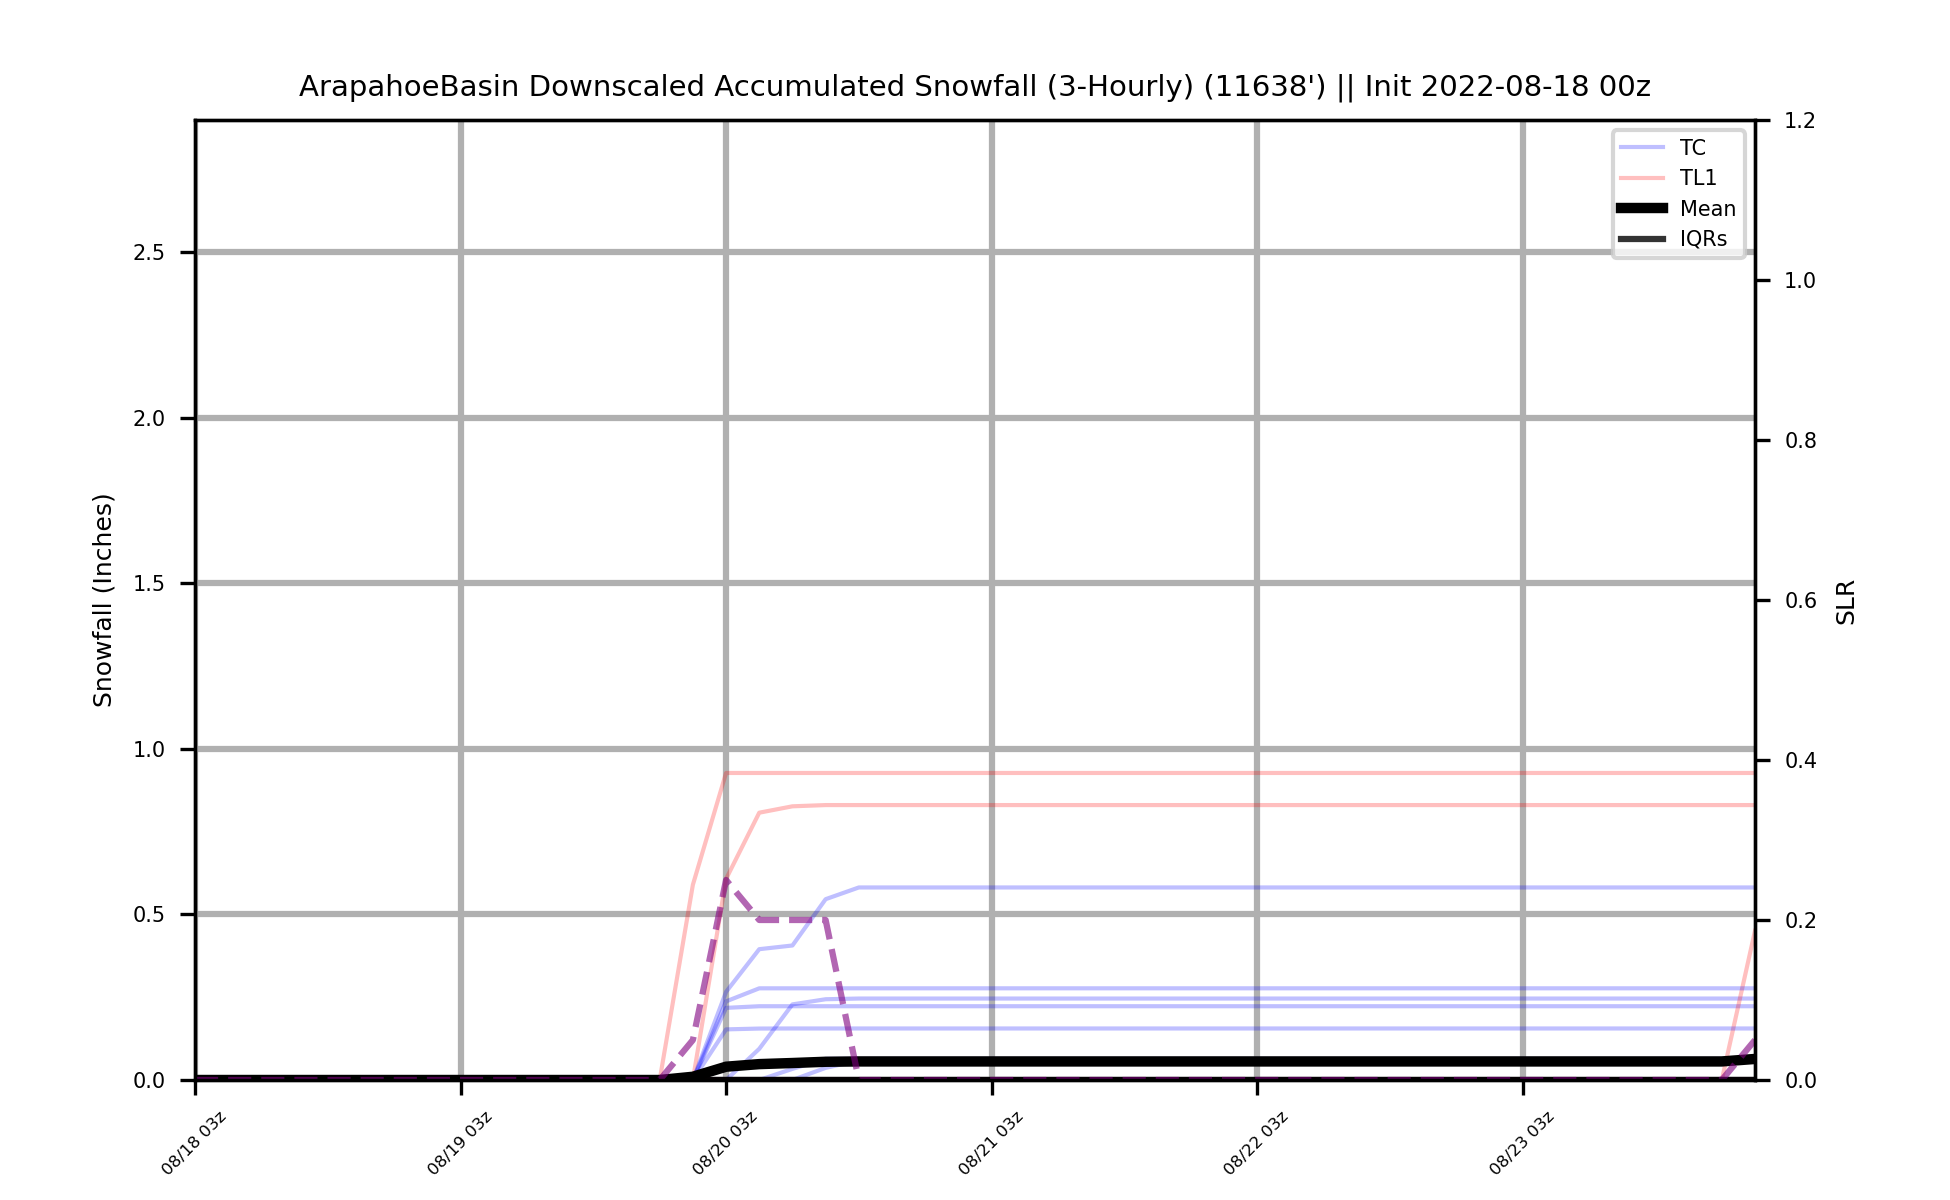 ArapahoeBasin Downscaled Accumulated Snowfall (3-Hourly) (11638') || Init 2022-08-18 00z
TC
TL1
Mean
IQRs
Snowfall (Inches)
2.5
2.0
1.5
1.0
0.5
0.0
1.2
1.0
0.8
0.6
0.4
0.2
0.0
SLR
08/18 03z
08/19 03z
08/20 03z
08/21 03z
08/22 03z
08/23 03z